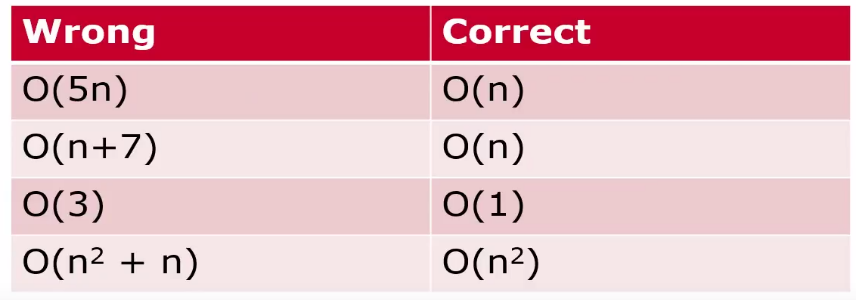 Wrong Correct
O(5n) O(n)
O(n+7) O(n)
O(3) O(1)
O(n² + n) O(n²)